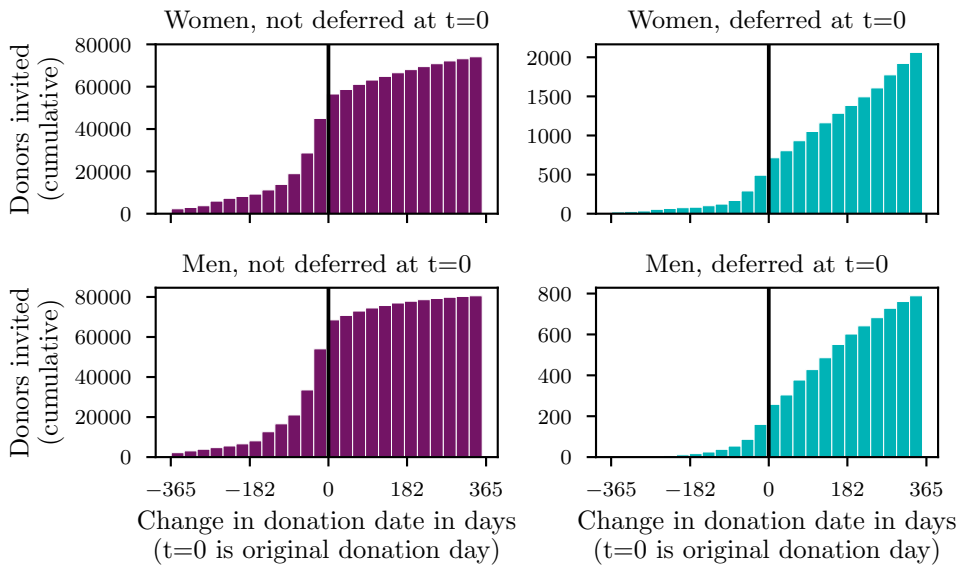 Women, not deferred at t=0
Women, deferred at t=0
Donors invited
(cumulative)
80000
60000
40000
20000
0
2000
1500
1000
500
0
Men, not deferred at t=0
Men, deferred at t=0
Donors invited
(cumulative)
80000
60000
40000
20000
0
800
600
400
200
0
−365 −182 0 182 365
−365 −182 0 182 365
Change in donation date in days
(t=0 is original donation day)
Change in donation date in days
(t=0 is original donation day)